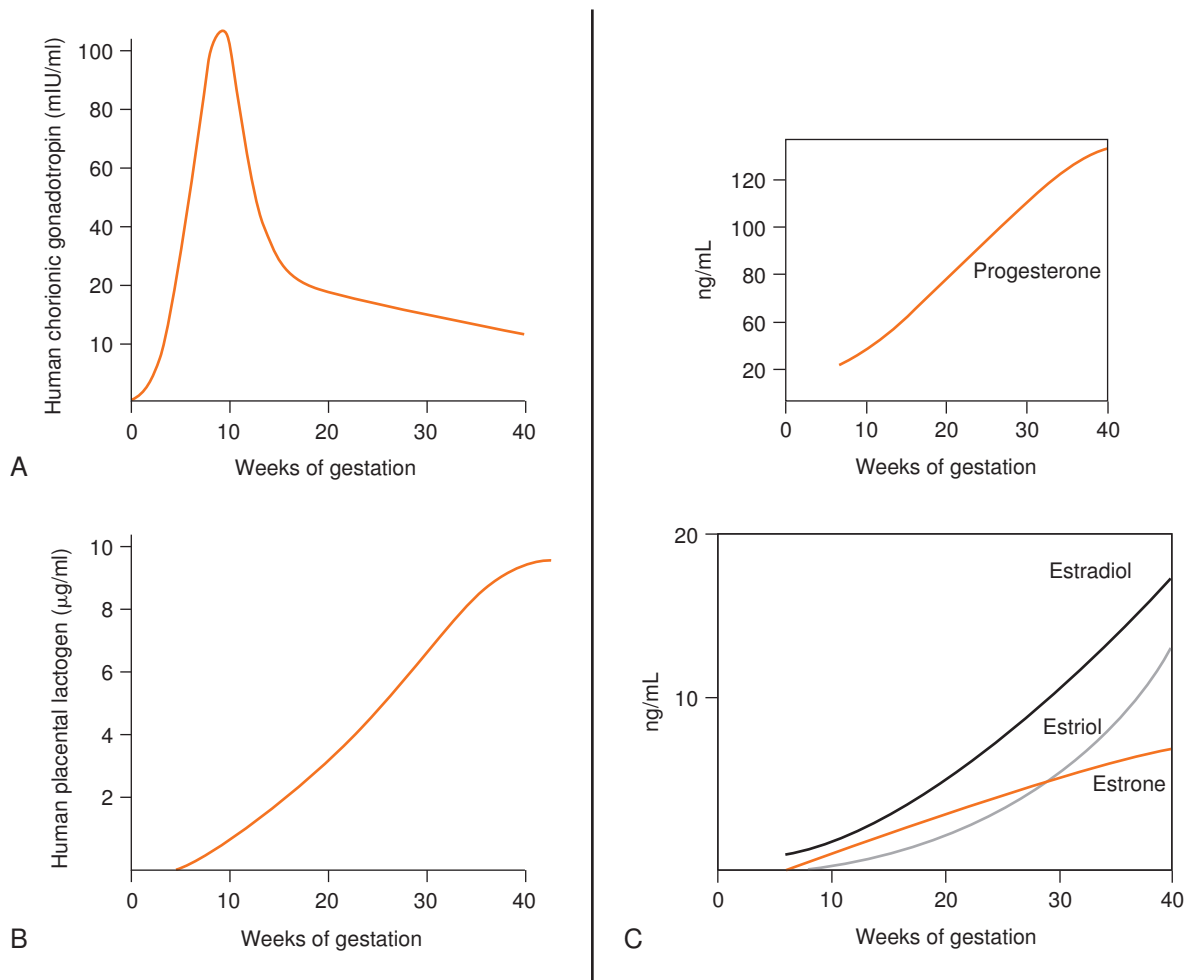 Human chorionic gonadotropin (mIU/ml)
100
80
60
40
20
10
0 10 20 30 40
Weeks of gestation
A
Human placental lactogen (μg/ml)
10
8
6
4
2
0 10 20 30 40
Weeks of gestation
B
ng/mL
120
100
80
60
20
Progesterone
0 10 20 30 40
Weeks of gestation
ng/mL
20
10
Estradiol
Estriol
Estrone
0 10 20 30 40
Weeks of gestation
C